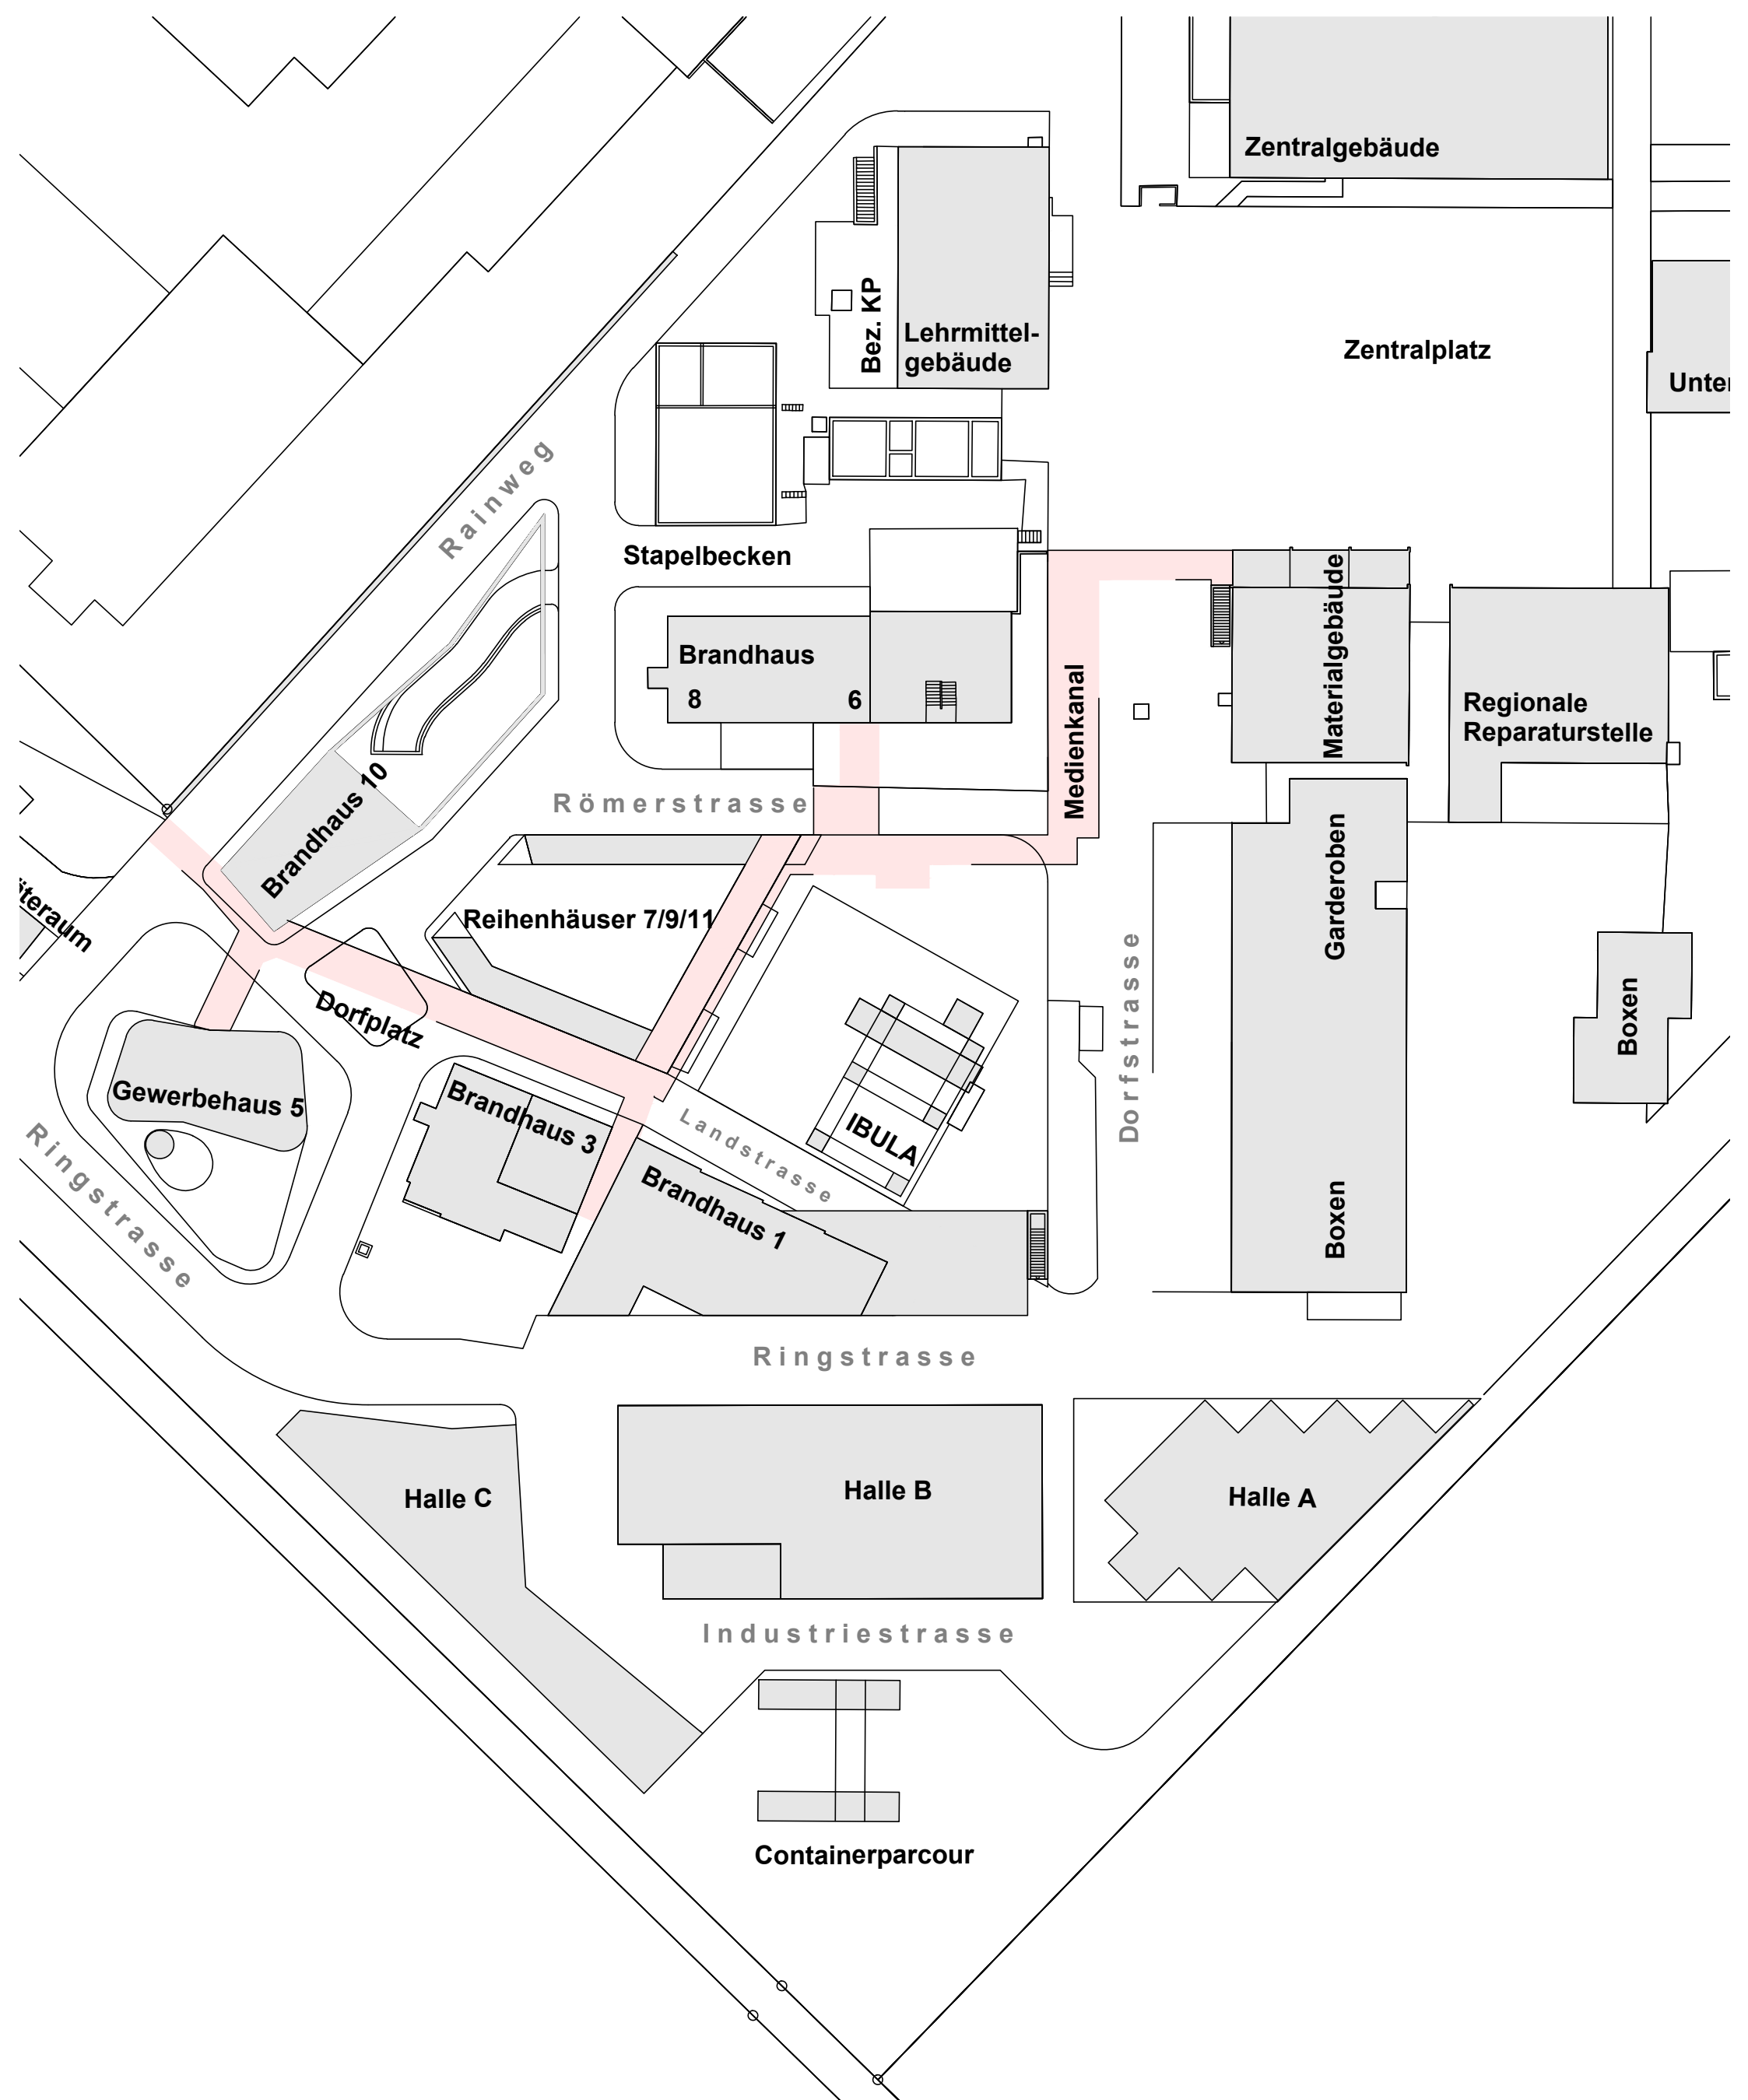 Zentralgebäude
Bez. KP
Lehrmittel-
gebäude
Zentralplatz
Unter
Rainweg
Stapelbecken
Brandhaus
8 6
Medienkanal
Materialgebäude
Regionale
Reparaturstelle
Brandhaus 10
Römerstrasse
Garderoben
äteraum
Reihenhäuser 7/9/11
Dorfplatz
Dorfstrasse
Boxen
Gewerbehaus 5
Brandhaus 3
Landstrasse
IBULA
Ringstrasse
Brandhaus 1
Boxen
Ringstrasse
Halle C
Halle B
Halle A
Industriestrasse
Containerparcour